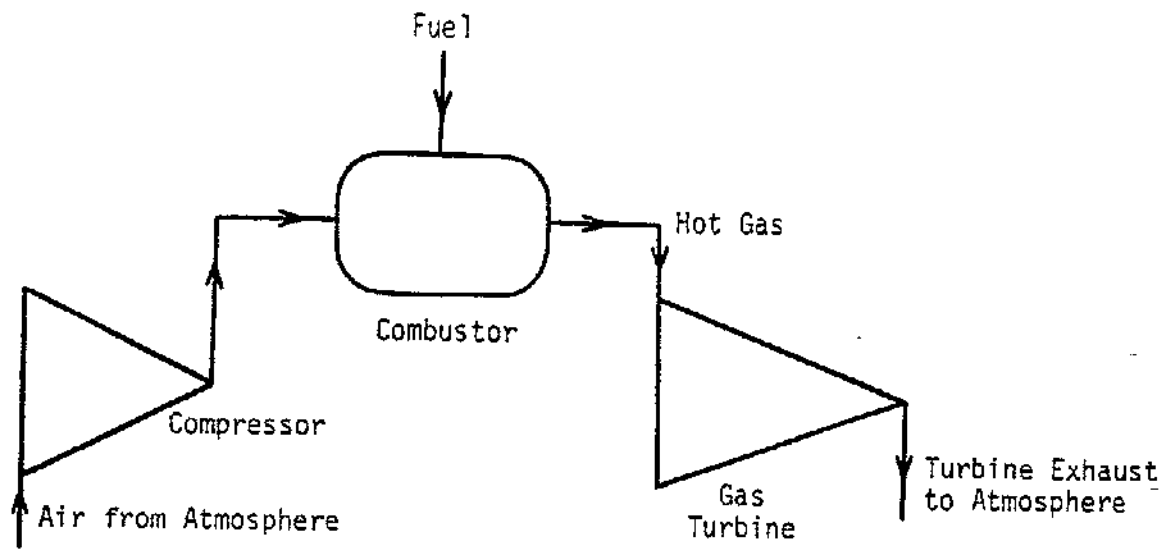 Fuel
Hot Gas
Combustor
Compressor
Air from Atmosphere
Gas
Turbine
Turbine Exhaust
to Atmosphere